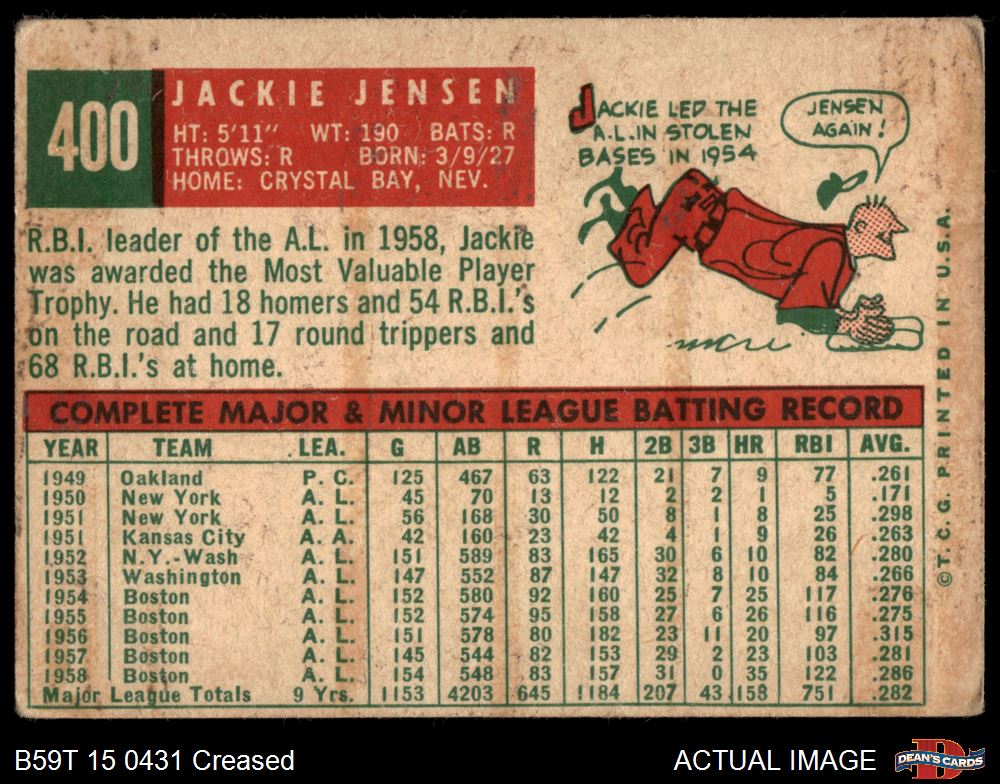 400
JACKIE JENSEN
HT: 5'11" WT: 190 BATS: R
THROWS: R BORN: 3/9/27
HOME: CRYSTAL BAY, NEV.
JACKIE LED THE
A.L. IN STOLEN
BASES IN 1954
JENSEN
AGAIN!
R.B.I. leader of the A.L. in 1958, Jackie
was awarded the Most Valuable Player
Trophy. He had 18 homers and 54 R.B.I.'s
on the road and 17 round trippers and
68 R.B.I.'s at home.
©T.C.G. PRINTED IN U.S.A.
COMPLETE MAJOR & MINOR LEAGUE BATTING RECORD
YEAR TEAM LEA. G AB R H 2B 3B HR RBI AVG.
1949 Oakland P. C. 125 467 63 122 21 7 9 77 .261
1950 New York A. L. 45 70 13 12 2 2 1 5 .171
1951 New York A. L. 56 168 30 50 8 1 8 25 .298
1951 Kansas City A. A. 42 160 23 42 4 1 9 26 .263
1952 N.Y.-Wash A. L. 151 589 83 165 30 6 10 82 .280
1953 Washington A. L. 147 552 87 147 32 8 10 84 .266
1954 Boston A. L. 152 580 92 160 25 7 25 117 .276
1955 Boston A. L. 152 574 95 158 27 6 26 116 .275
1956 Boston A. L. 151 578 80 182 23 11 20 97 .315
1957 Boston A. L. 145 544 82 153 29 2 23 103 .281
1958 Boston A. L. 154 548 83 157 31 0 35 122 .286
Major League Totals 9 Yrs. 1153 4203 645 1184 207 43 158 751 .282
B59T 15 0431 Creased
ACTUAL IMAGE
DEAN'S CARDS